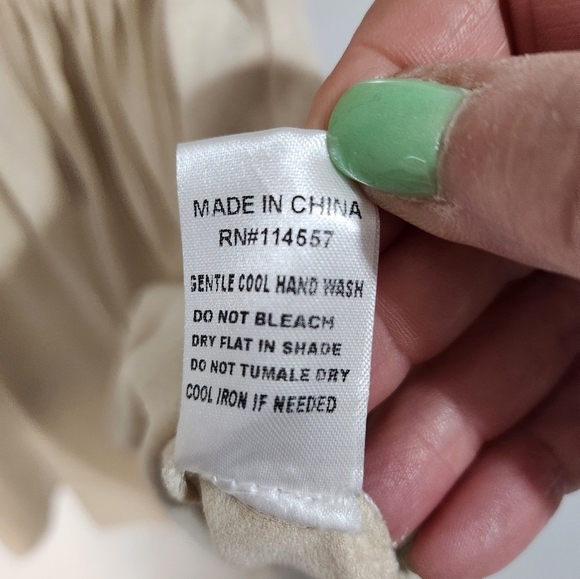 MADE IN CHINA
RN#114557
GENTLE COOL HAND WASH
DO NOT BLEACH
DRY FLAT IN SHADE
DO NOT TUMALE DRY
COOL IRON IF NEEDED